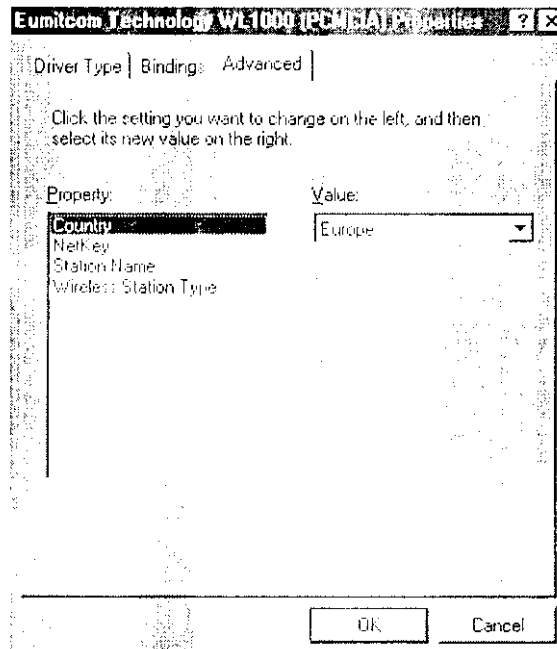 Eumitcom Technology WL1000 (PCMCIA) Properties
Driver Type Bindings Advanced
Click the setting you want to change on the left, and then
select its new value on the right.
Property: Value:
Country Europe
NetKey
Station Name
Wireless Station Type
OK Cancel